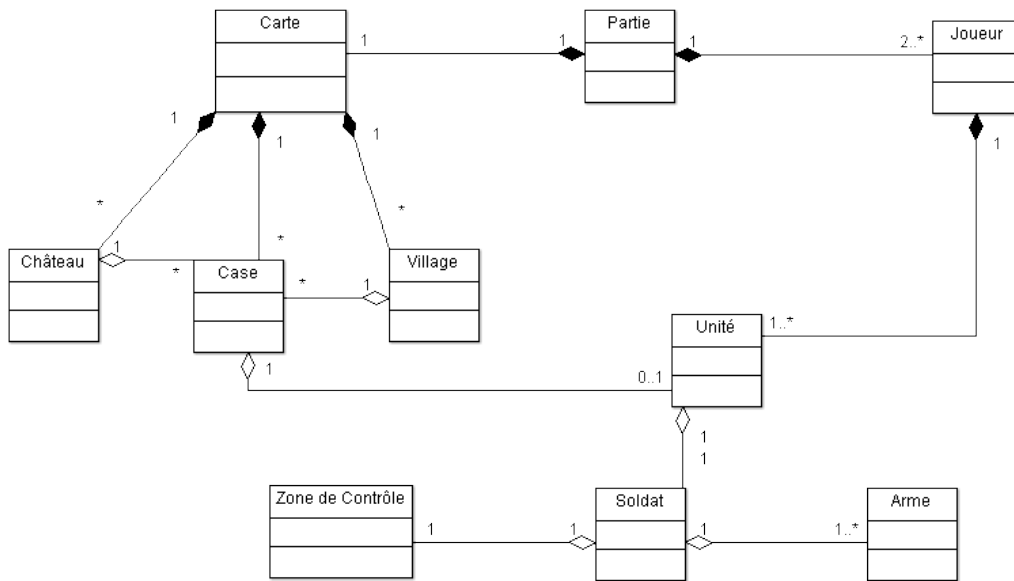 Carte
Partie
Joueur
1
1
1
2..*
1
1
1
1
*
*
*
Château
1
*
Case
*
1
Village
1
0..1
Unité
1..*
1
1
Zone de Contrôle
1
1
Soldat
1
1..*
Arme